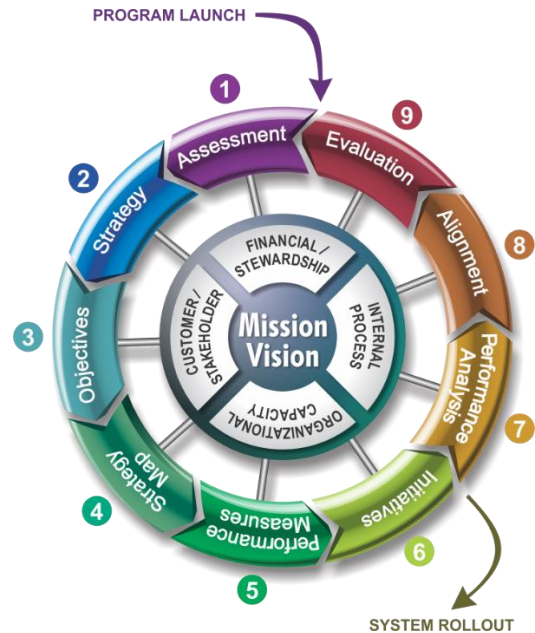 PROGRAM LAUNCH
1
Assessment
2
Strategy
3
Objectives
4
Strategy
Map
5
Performance
Measures
6
Initiatives
7
Performance
Analysis
8
Alignment
9
Evaluation
FINANCIAL /
STEWARDSHIP
CUSTOMER/
STAKEHOLDER
Mission
Vision
INTERNAL
PROCESS
ORGANIZATIONAL
CAPACITY
SYSTEM ROLLOUT